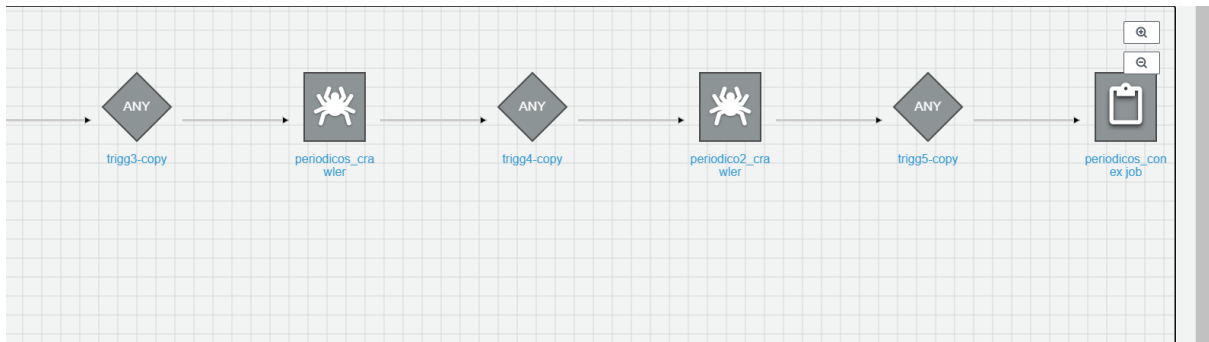 ANY
trigg3-copy
periodicos_cra
wler
ANY
trigg4-copy
periodico2_cra
wler
ANY
trigg5-copy
periodicos_con
ex job